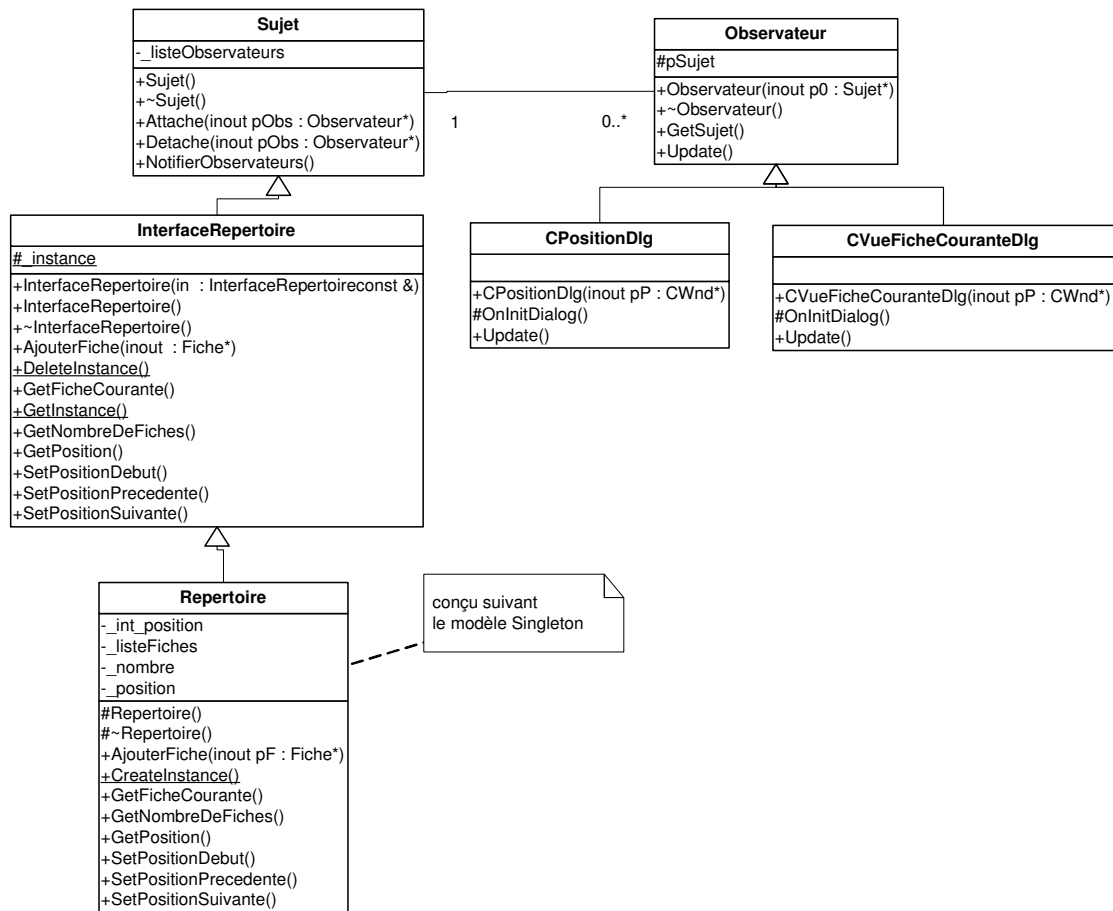 Sujet
-_listeObservateurs
+Sujet()
+~Sujet()
+Attache(inout pObs : Observateur*)
+Detache(inout pObs : Observateur*)
+NotifierObservateurs()
1
0..*
Observateur
#pSujet
+Observateur(inout p0 : Sujet*)
+~Observateur()
+GetSujet()
+Update()
InterfaceRepertoire
#_instance
+InterfaceRepertoire(in : InterfaceRepertoireconst &)
+InterfaceRepertoire()
+~InterfaceRepertoire()
+AjouterFiche(inout : Fiche*)
+DeleteInstance()
+GetFicheCourante()
+GetInstance()
+GetNombreDeFiches()
+GetPosition()
+SetPositionDebut()
+SetPositionPrecedente()
+SetPositionSuivante()
CPositionDlg
+CPositionDlg(inout pP : CWnd*)
#OnInitDialog()
+Update()
CVueFicheCouranteDlg
+CVueFicheCouranteDlg(inout pP : CWnd*)
#OnInitDialog()
+Update()
Repertoire
-_int_position
-_listeFiches
-_nombre
-_position
#Repertoire()
#~Repertoire()
+AjouterFiche(inout pF : Fiche*)
+CreateInstance()
+GetFicheCourante()
+GetNombreDeFiches()
+GetPosition()
+SetPositionDebut()
+SetPositionPrecedente()
+SetPositionSuivante()
conçu suivant
le modèle Singleton